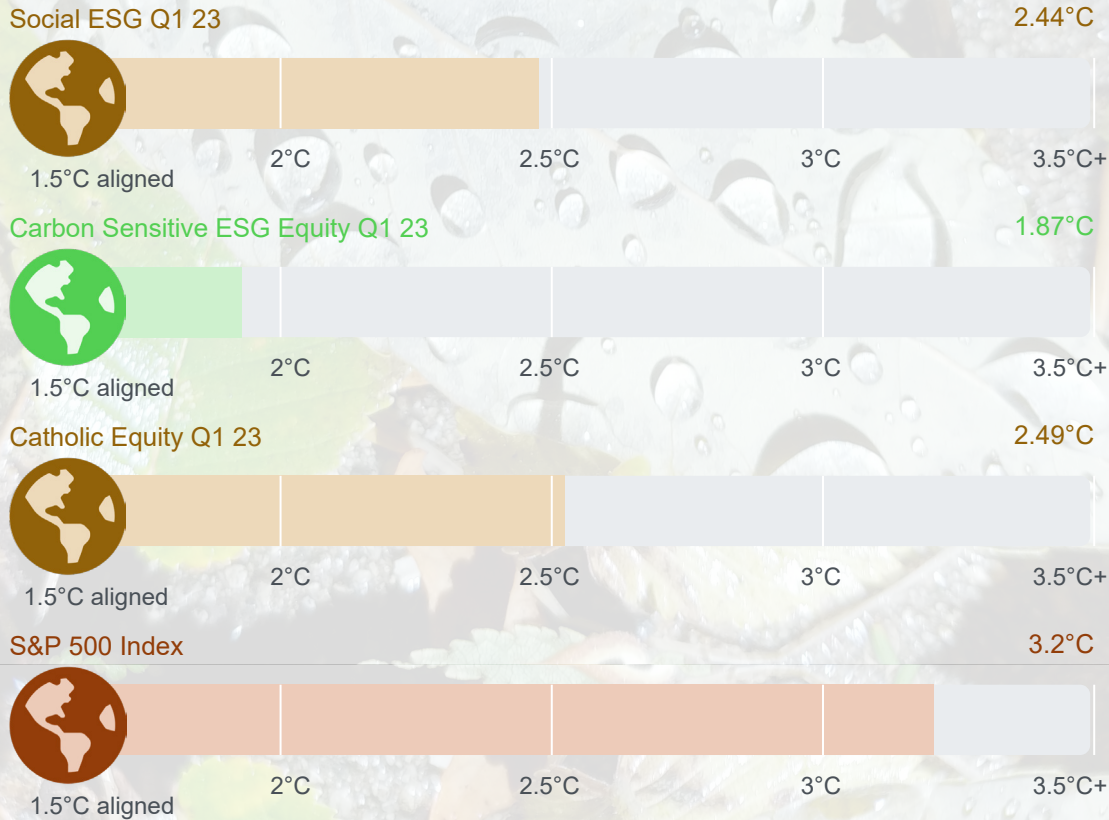 Social ESG Q1 23 2.44°C
2°C 2.5°C 3°C 3.5°C+
1.5°C aligned
Carbon Sensitive ESG Equity Q1 23 1.87°C
2°C 2.5°C 3°C 3.5°C+
1.5°C aligned
Catholic Equity Q1 23 2.49°C
2°C 2.5°C 3°C 3.5°C+
1.5°C aligned
S&P 500 Index 3.2°C
2°C 2.5°C 3°C 3.5°C+
1.5°C aligned